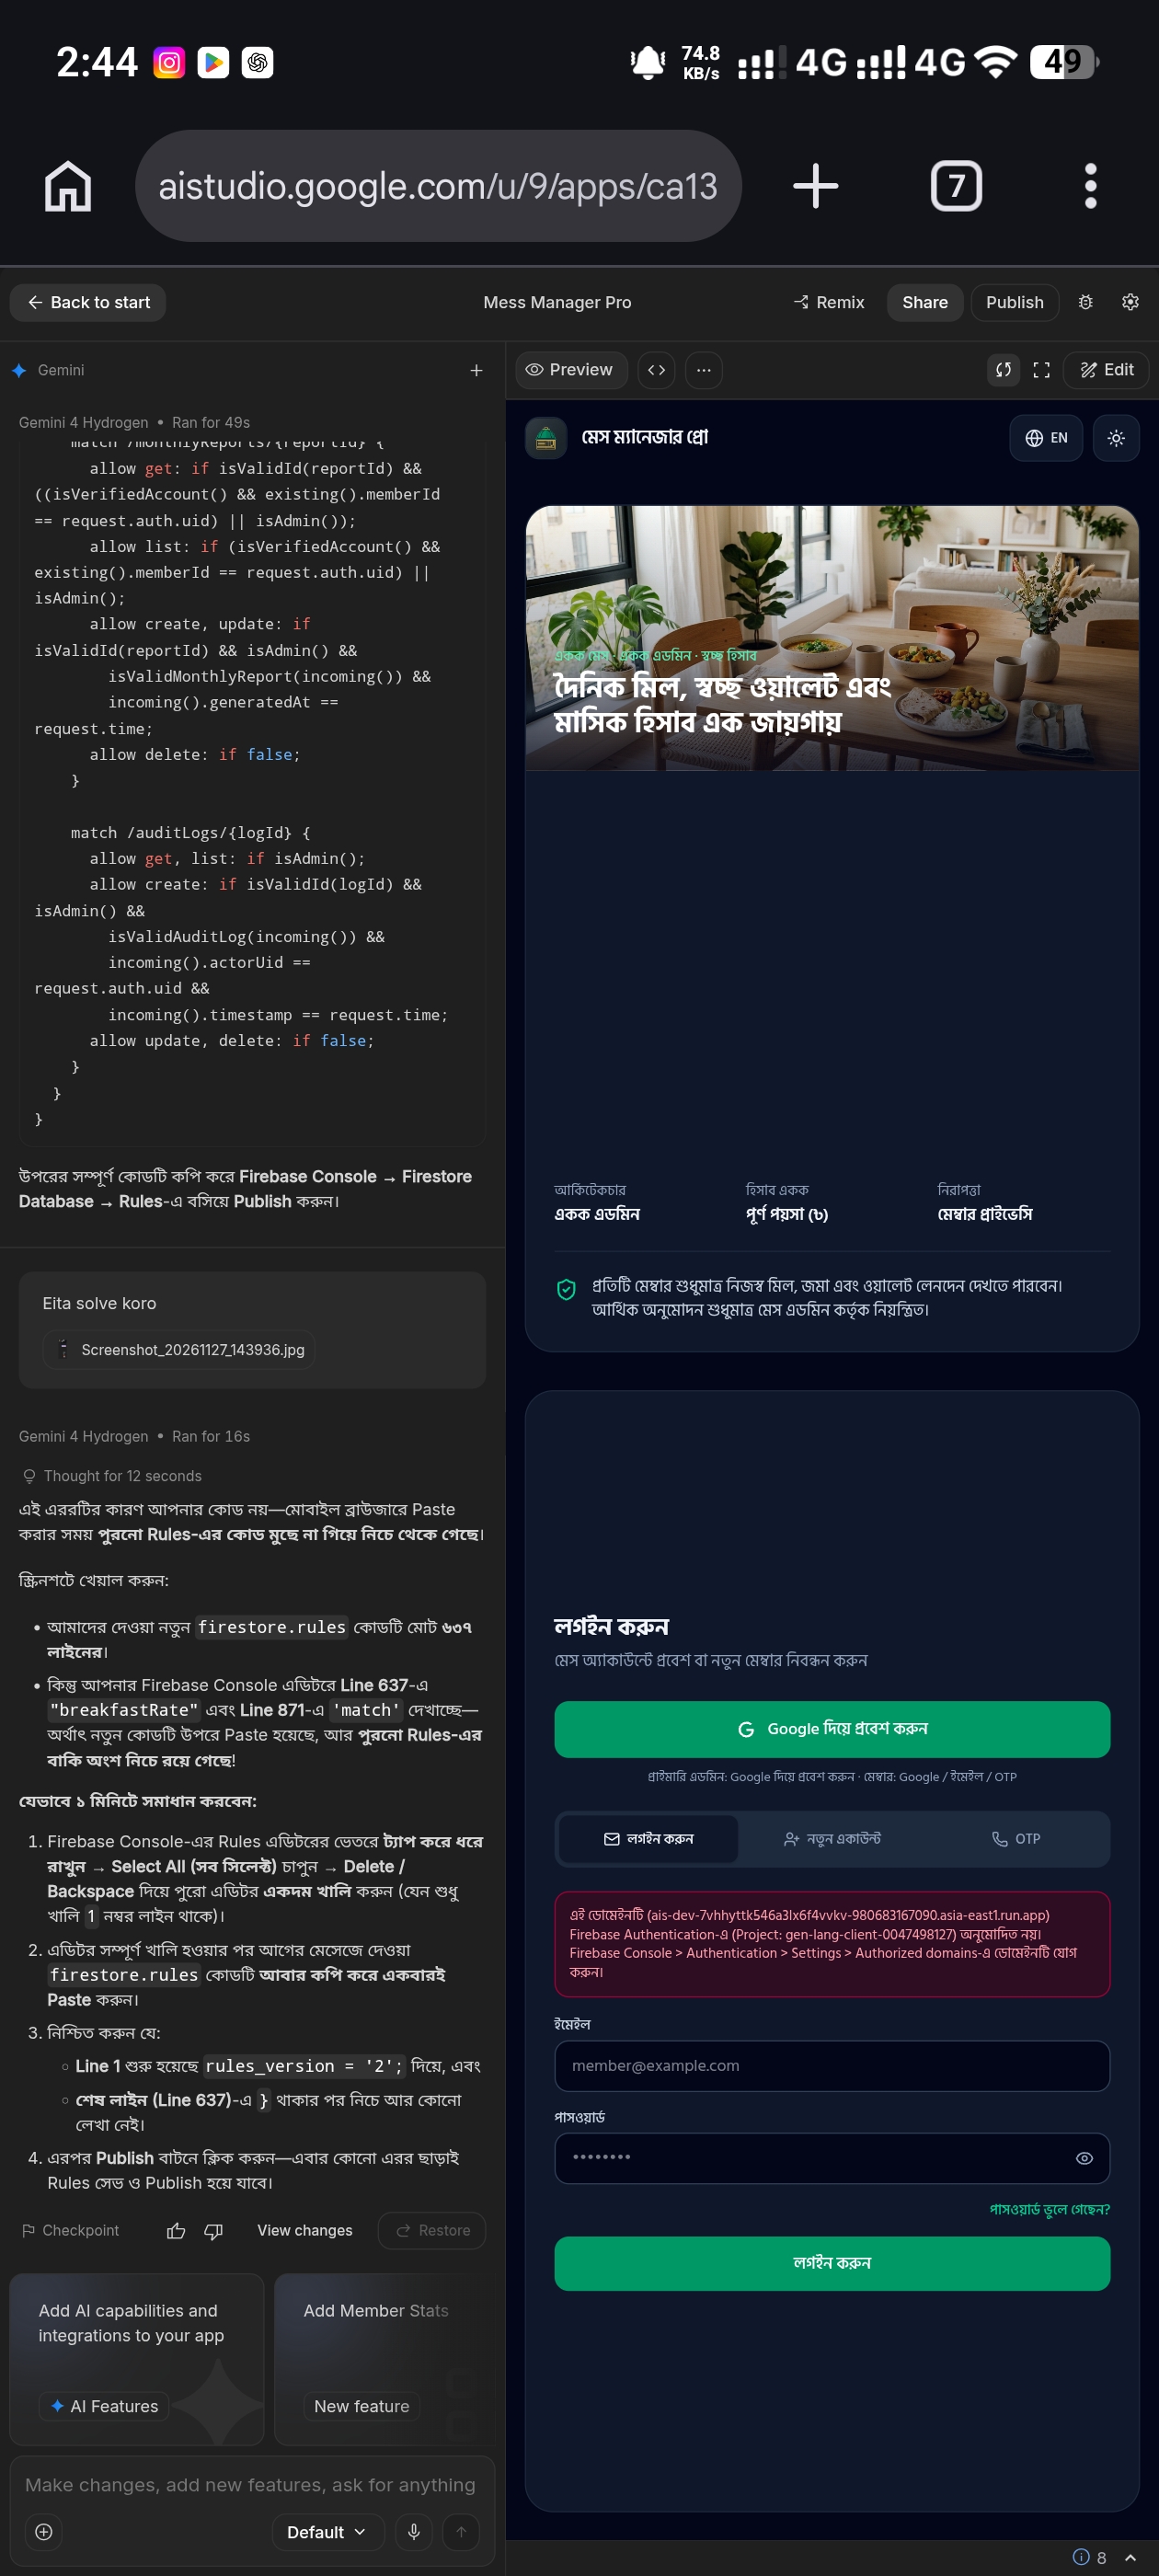 2:44
74.8
KB/s
4G
4G
49
aistudio.google.com/u/9/apps/ca13
7
Back to start
Mess Manager Pro
Remix
Share
Publish
Gemini
Gemini 4 Hydrogen • Ran for 49s
match /monthlyReports/{reportId} {
allow get: if isValidId(reportId) &&
((isVerifiedAccount() && existing().memberId
== request.auth.uid) || isAdmin());
allow list: if (isVerifiedAccount() &&
existing().memberId == request.auth.uid) ||
isAdmin();
allow create, update: if
isValidId(reportId) && isAdmin() &&
isValidMonthlyReport(incoming()) &&
incoming().generatedAt ==
request.time;
allow delete: if false;
}
match /auditLogs/{logId} {
allow get, list: if isAdmin();
allow create: if isValidId(logId) &&
isAdmin() &&
isValidAuditLog(incoming()) &&
incoming().actorUid ==
request.auth.uid &&
incoming().timestamp == request.time;
allow update, delete: if false;
}
}
}
উপরের সম্পূর্ণ কোডটি কপি করে Firebase Console → Firestore
Database → Rules-এ বসিয়ে Publish করুন।
Eita solve koro
Screenshot_20261127_143936.jpg
Gemini 4 Hydrogen • Ran for 16s
Thought for 12 seconds
এই এররটির কারণ আপনার কোড নয়—মোবাইল ব্রাউজারে Paste
করার সময় পুরনো Rules-এর কোড মুছে না গিয়ে নিচে থেকে গেছে।
স্ক্রিনশটে খেয়াল করুন:
• আমাদের দেওয়া নতুন firestore.rules কোডটি মোট ৬৩৭
লাইনের।
• কিন্তু আপনার Firebase Console এডিটরে Line 637-এ
"breakfastRate" এবং Line 871-এ 'match' দেখাচ্ছে—
অর্থাৎ নতুন কোডটি উপরে Paste হয়েছে, আর পুরনো Rules-এর
বাকি অংশ নিচে রয়ে গেছে!
যেভাবে ১ মিনিটে সমাধান করবেন:
1. Firebase Console-এর Rules এডিটরের ভেতরে ট্যাপ করে ধরে
রাখুন → Select All (সব সিলেক্ট) চাপুন → Delete /
Backspace দিয়ে পুরো এডিটর একদম খালি করুন (যেন শুধু
খালি 1 নম্বর লাইন থাকে)।
2. এডিটর সম্পূর্ণ খালি হওয়ার পর আগের মেসেজে দেওয়া
firestore.rules কোডটি আবার কপি করে একবারই
Paste করুন।
3. নিশ্চিত করুন যে:
◦ Line 1 শুরু হয়েছে rules_version = '2'; দিয়ে, এবং
◦ শেষ লাইন (Line 637)-এ } থাকার পর নিচে আর কোনো
লেখা নেই।
4. এরপর Publish বাটনে ক্লিক করুন—এবার কোনো এরর ছাড়াই
Rules সেভ ও Publish হয়ে যাবে।
Checkpoint
View changes
Restore
Add AI capabilities and
integrations to your app
AI Features
Add Member Stats
New feature
Make changes, add new features, ask for anything
Default
Preview
Edit
মেস ম্যানেজার প্রো
EN
একক মেস · একক এডমিন · স্বচ্ছ হিসাব
দৈনিক মিল, স্বচ্ছ ওয়ালেট এবং
মাসিক হিসাব এক জায়গায়
আর্কিটেকচার
হিসাব একক
নিরাপত্তা
একক এডমিন
পূর্ণ পয়সা (৳)
মেম্বার প্রাইভেসি
প্রতিটি মেম্বার শুধুমাত্র নিজস্ব মিল, জমা এবং ওয়ালেট লেনদেন দেখতে পারবেন।
আর্থিক অনুমোদন শুধুমাত্র মেস এডমিন কর্তৃক নিয়ন্ত্রিত।
লগইন করুন
মেস অ্যাকাউন্টে প্রবেশ বা নতুন মেম্বার নিবন্ধন করুন
G Google দিয়ে প্রবেশ করুন
প্রাইমারি এডমিন: Google দিয়ে প্রবেশ করুন · মেম্বার: Google / ইমেইল / OTP
লগইন করুন
নতুন একাউন্ট
OTP
এই ডোমেইনটি (ais-dev-7vhhyttk546a3lx6f4vvkv-980683167090.asia-east1.run.app)
Firebase Authentication-এ (Project: gen-lang-client-0047498127) অনুমোদিত নয়।
Firebase Console > Authentication > Settings > Authorized domains-এ ডোমেইনটি যোগ
করুন।
ইমেইল
member@example.com
পাসওয়ার্ড
••••••••
পাসওয়ার্ড ভুলে গেছেন?
লগইন করুন
8